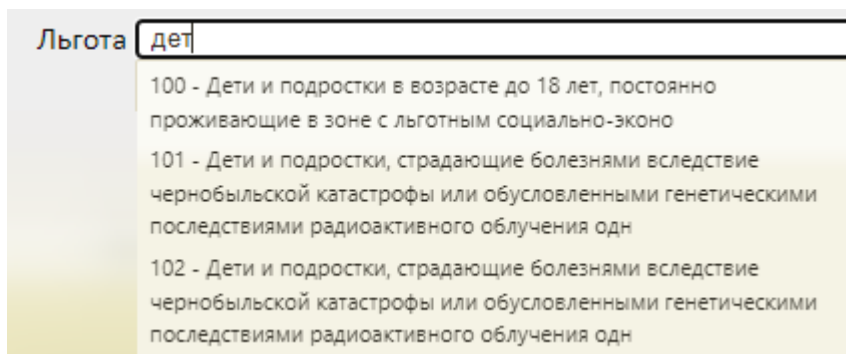 Льгота дет
100 - Дети и подростки в возрасте до 18 лет, постоянно
проживающие в зоне с льготным социально-эконо
101 - Дети и подростки, страдающие болезнями вследствие
чернобыльской катастрофы или обусловленными генетическими
последствиями радиоактивного облучения одн
102 - Дети и подростки, страдающие болезнями вследствие
чернобыльской катастрофы или обусловленными генетическими
последствиями радиоактивного облучения одн